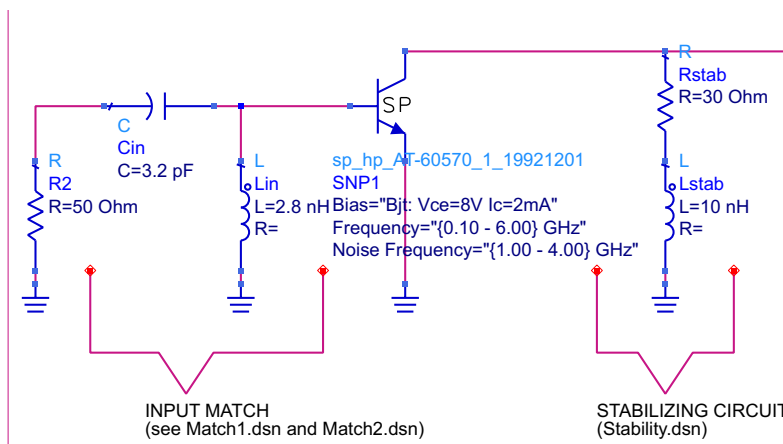 SP
R
Rstab
R=30 Ohm
C
Cin
C=3.2 pF
R
R2
R=50 Ohm
L
Lin
L=2.8 nH
R=
sp_hp_AT-60570_1_19921201
SNP1
Bias="Bjt: Vce=8V Ic=2mA"
Frequency="{0.10 - 6.00} GHz"
Noise Frequency="{1.00 - 4.00} GHz"
L
Lstab
L=10 nH
R=
INPUT MATCH
(see Match1.dsn and Match2.dsn)
STABILIZING CIRCUIT
(Stability.dsn)